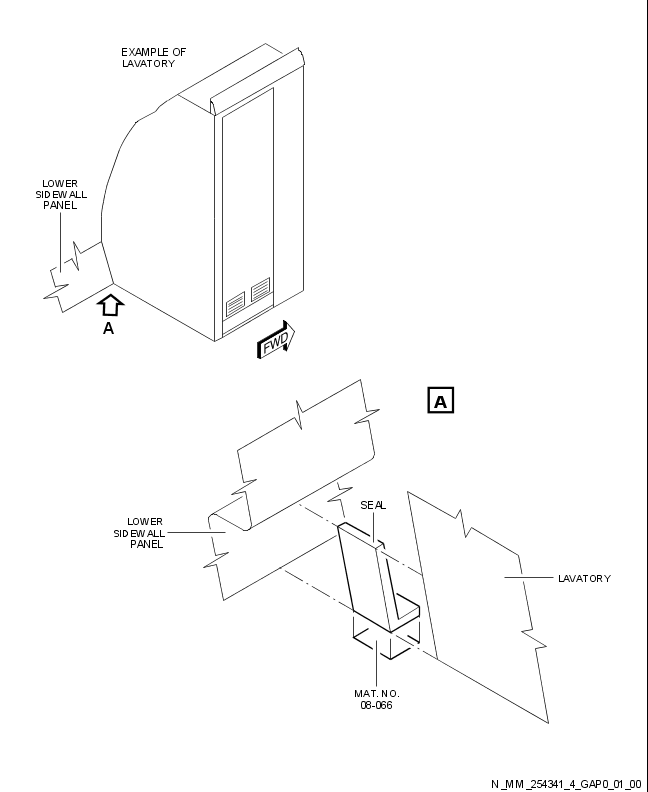 EXAMPLE OF
LAVATORY
LOWER
SIDEWALL
PANEL
A
FWD
A
SEAL
LOWER
SIDEWALL
PANEL
LAVATORY
MAT. NO.
08-066
N_MM_254341_4_GAP0_01_00